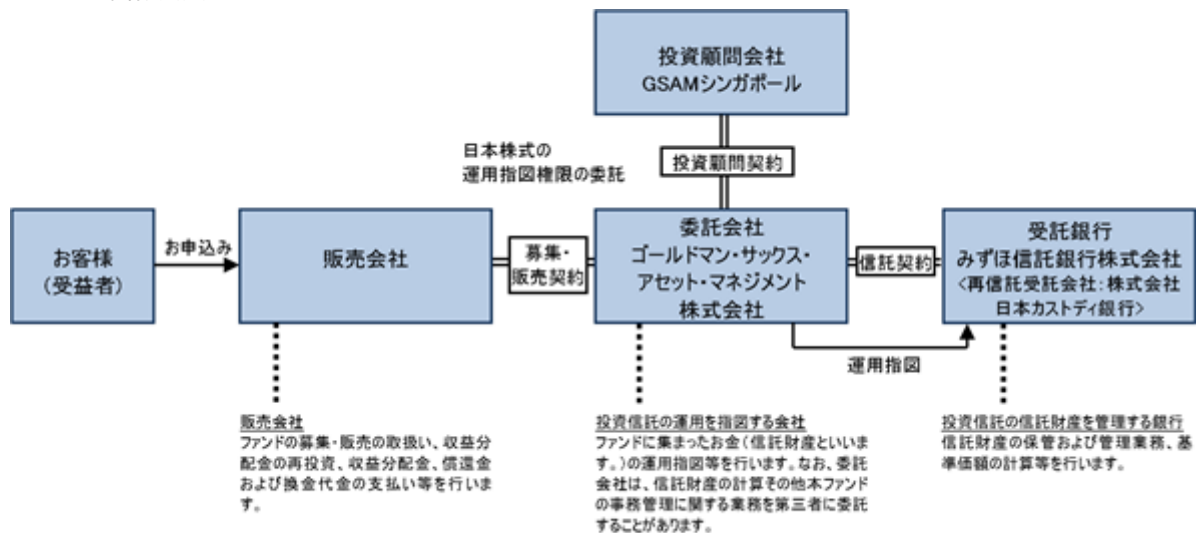 投資顧問会社
GSAMシンガポール
日本株式の
運用指図権限の委託
投資顧問契約
お客様
(受益者)
お申込み
販売会社
募集・
販売契約
委託会社
ゴールドマン・サックス・
アセット・マネジメント
株式会社
信託契約
受託銀行
みずほ信託銀行株式会社
<再信託受託会社:株式会社
日本カストディ銀行>
運用指図
販売会社
ファンドの募集・販売の取扱い、収益分
配金の再投資、収益分配金、償還金
および換金代金の支払い等を行いま
す。
投資信託の運用を指図する会社
ファンドに集まったお金(信託財産といいま
す。)の運用指図等を行います。なお、委託
会社は、信託財産の計算その他本ファンド
の事務管理に関する業務を第三者に委託
することがあります。
投資信託の信託財産を管理する銀行
信託財産の保管および管理業務、基
準価額の計算等を行います。